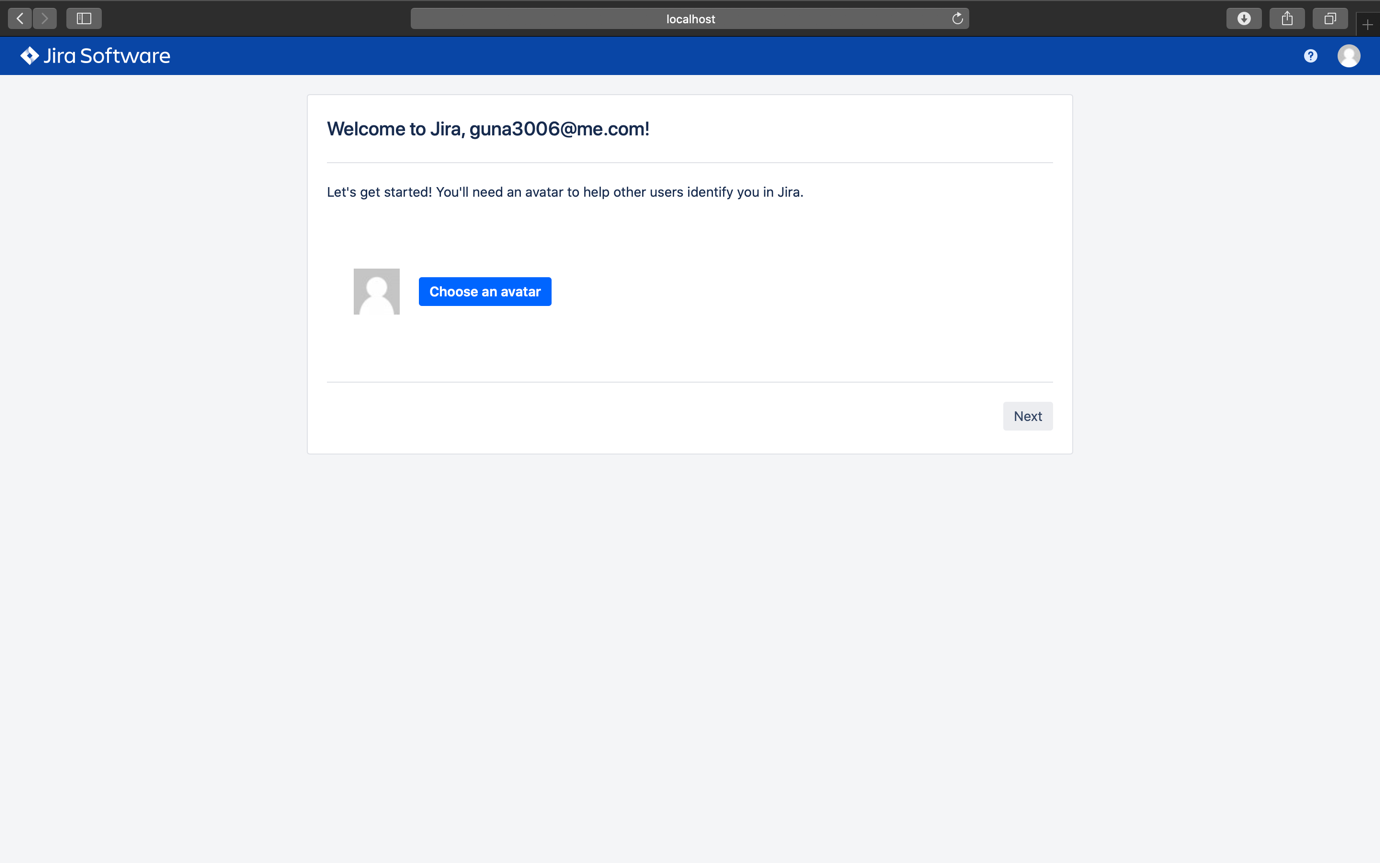 localhost
Jira Software
Welcome to Jira, guna3006@me.com!
Let's get started! You'll need an avatar to help other users identify you in Jira.
Choose an avatar
Next